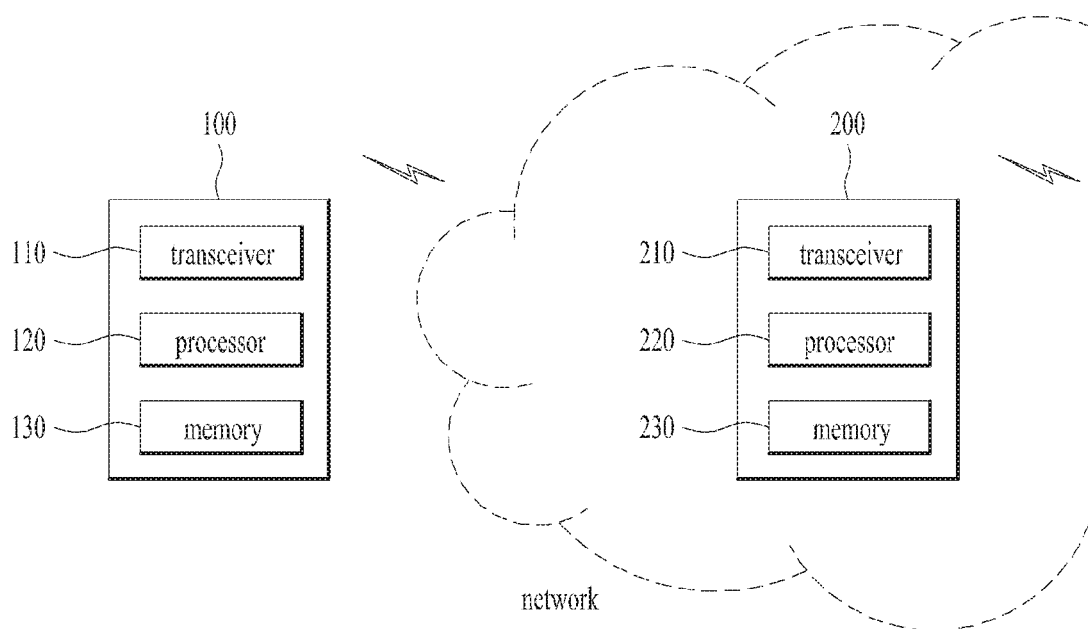 100
200
110
transceiver
210
transceiver
120
processor
220
processor
130
memory
230
memory
network